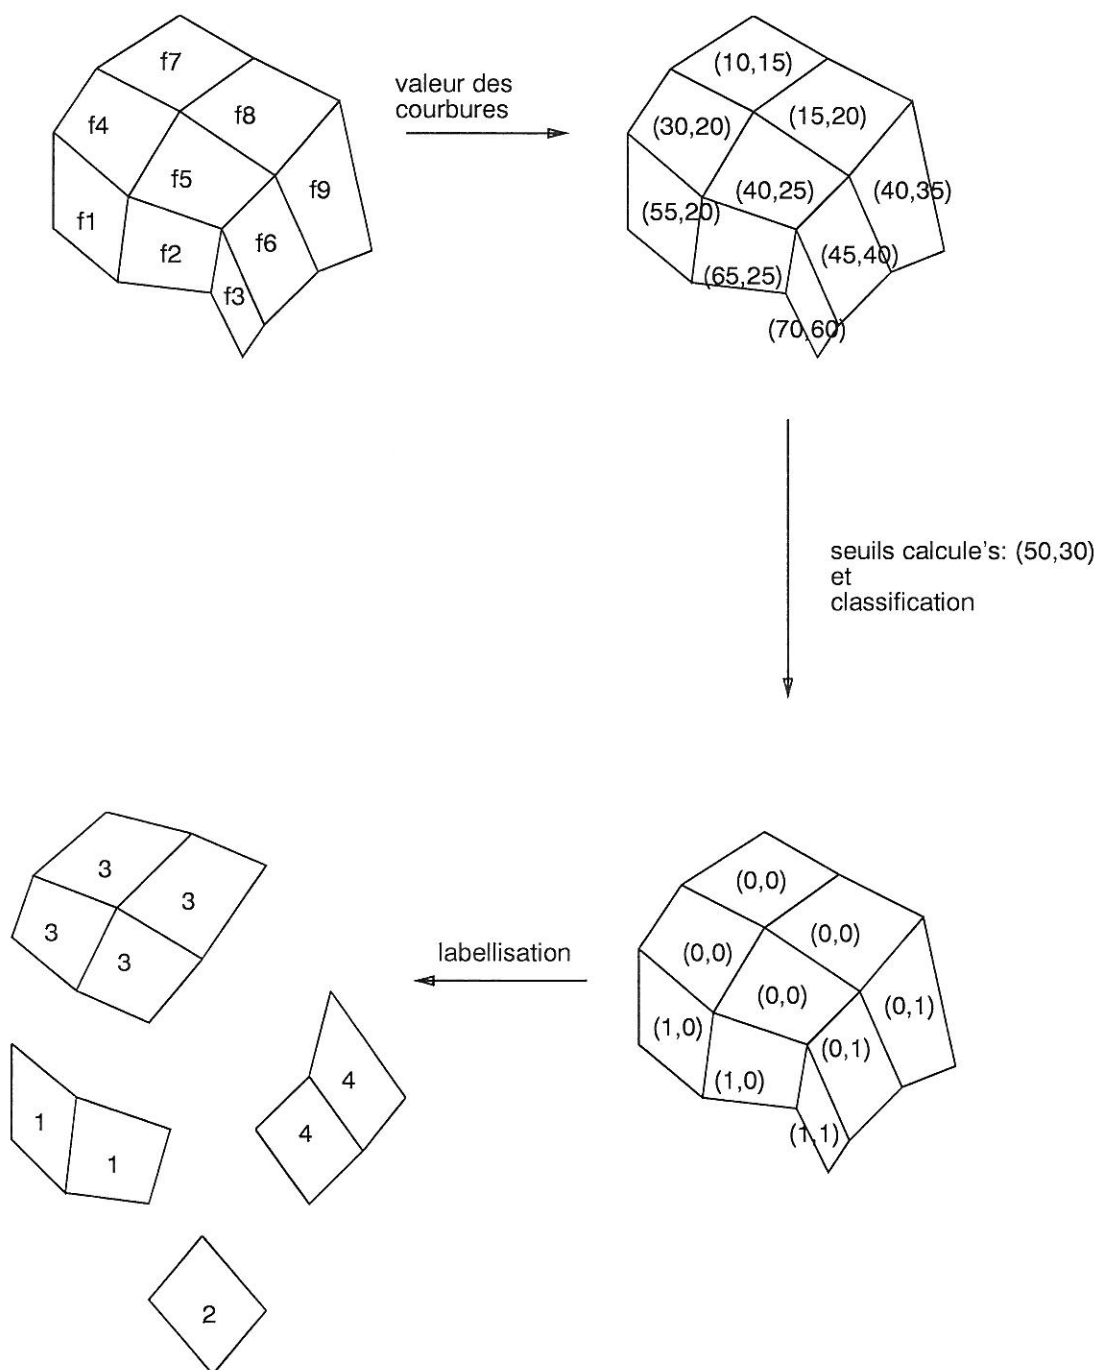 f7
f4
f8
f5
f9
f1
f2
f6
f3
valeur des
courbures
(10,15)
(30,20)
(15,20)
(40,25)
(40,35)
(55,20)
(65,25)
(45,40)
(70,60)
seuils calcule's: (50,30)
et
classification
(0,0)
(0,0)
(0,0)
(0,0)
(0,1)
(1,0)
(0,1)
(1,0)
(1,1)
labellisation
3
3
3
3
4
1
4
1
2